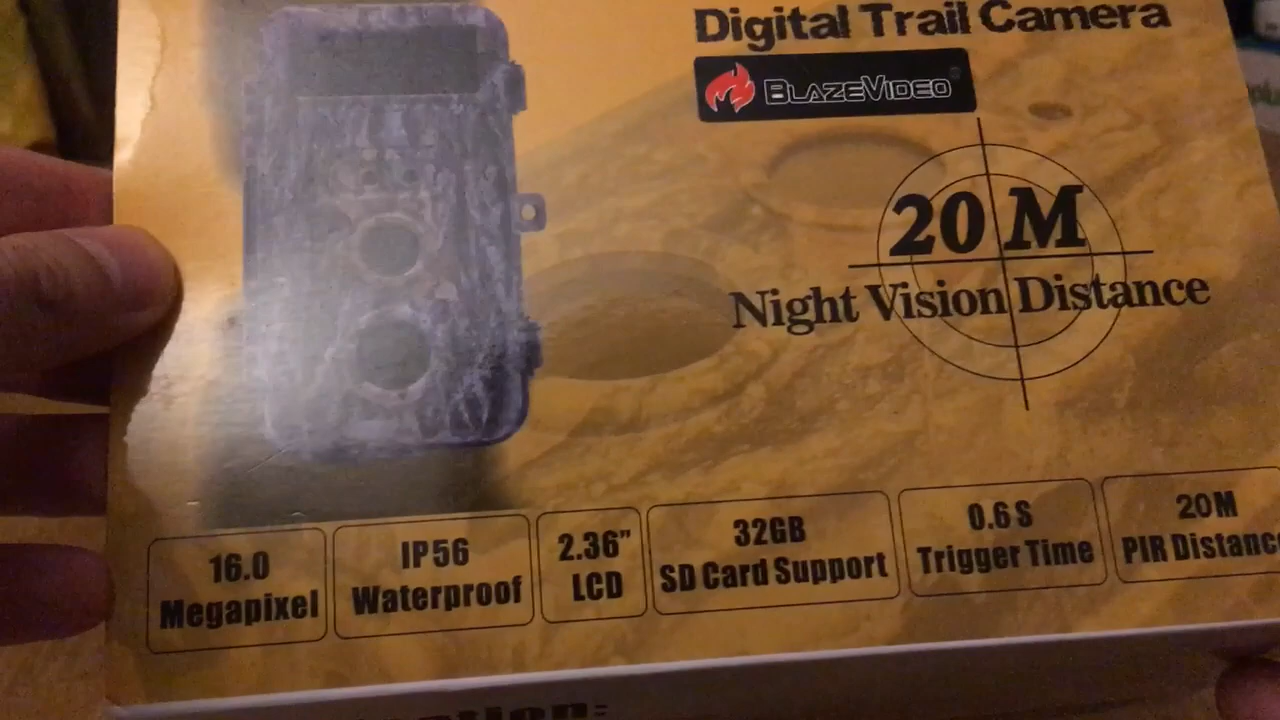 Digital Trail Camera
BLAZEVIDEO®
20 M
Night Vision Distance
16.0
Megapixel
IP56
Waterproof
2.36”
LCD
32GB
SD Card Support
0.6 S
Trigger Time
20M
PIR Distance